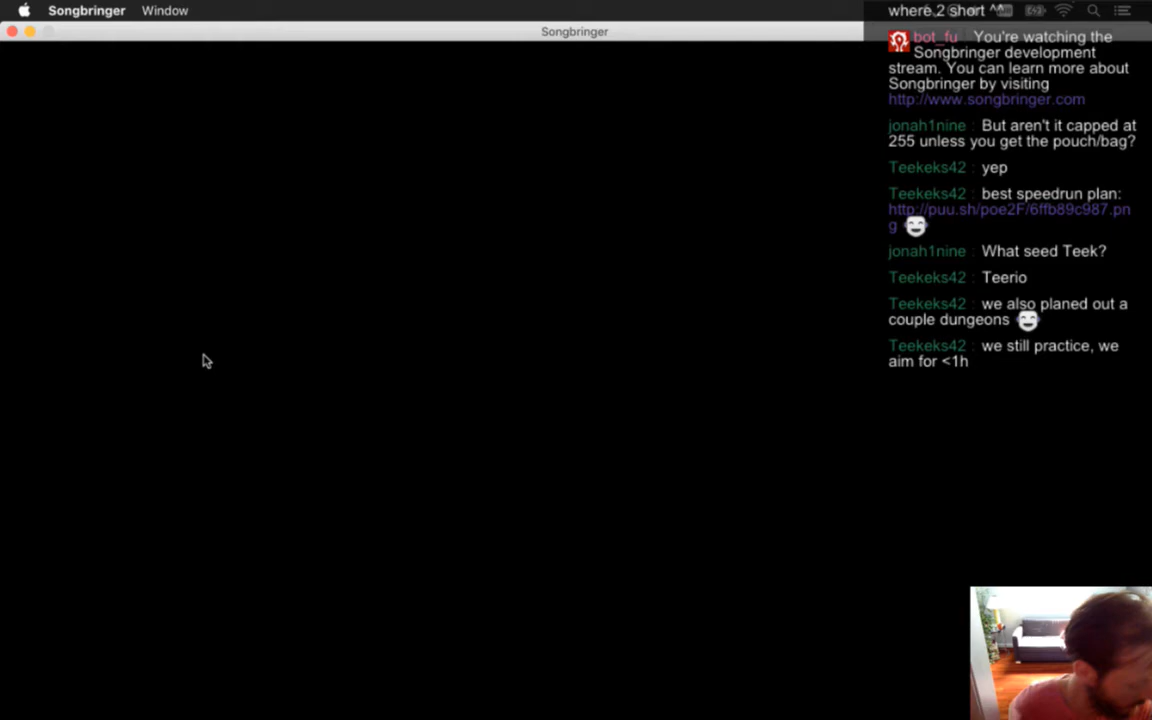 Songbringer Window
Songbringer
where 2 short ^^
bot_fu You're watching the
Songbringer development
stream. You can learn more about
Songbringer by visiting
http://www.songbringer.com
jonah1nine : But aren't it capped at
255 unless you get the pouch/bag?
Teekeks42 : yep
Teekeks42 : best speedrun plan:
http://puu.sh/poe2F/6ffb89c987.pn
g
jonah1nine : What seed Teek?
Teekeks42 : Teerio
Teekeks42 : we also planed out a
couple dungeons
Teekeks42 : we still practice, we
aim for <1h